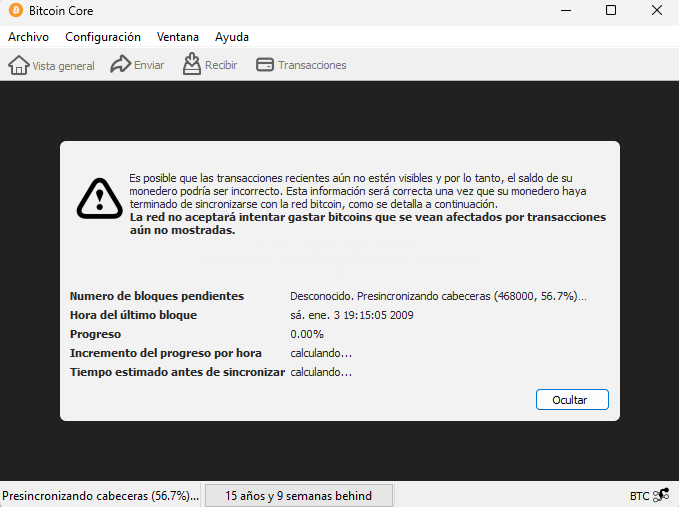 Bitcoin Core
Archivo Configuración Ventana Ayuda
Vista general Enviar Recibir Transacciones
Es posible que las transacciones recientes aún no estén visibles y por lo tanto, el saldo de su
monedero podría ser incorrecto. Esta información será correcta una vez que su monedero haya
terminado de sincronizarse con la red bitcoin, como se detalla a continuación.
La red no aceptará intentar gastar bitcoins que se vean afectados por transacciones
aún no mostradas.
Numero de bloques pendientes Desconocido. Presincronizando cabeceras (468000, 56.7%)...
Hora del último bloque sá. ene. 3 19:15:05 2009
Progreso 0.00%
Incremento del progreso por hora calculando...
Tiempo estimado antes de sincronizar calculando...
Ocultar
Presincronizando cabeceras (56.7%)... 15 años y 9 semanas behind BTC